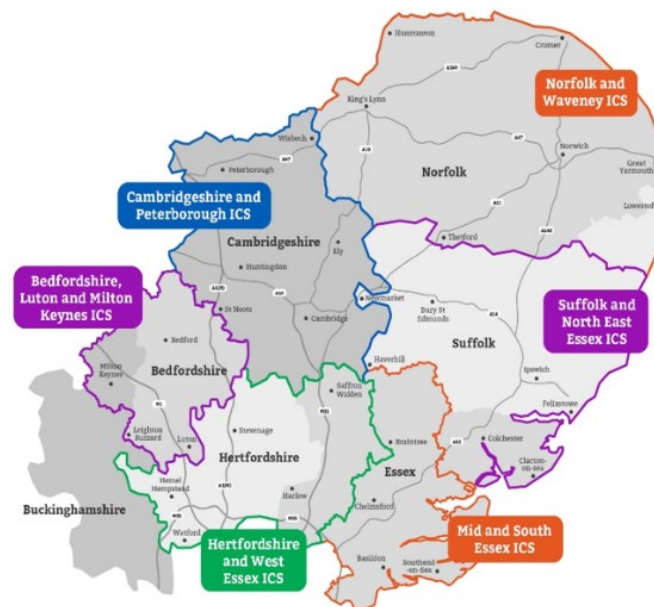 Hunstanton
Cromer
A149
Norfolk and
Waveney ICS
King's Lynn
Wisbech
A47
A10
A47
Norwich
Peterborough
Norfolk
Great
Yarmouth
Cambridgeshire and
Peterborough ICS
A11
Lowestoft
A140
Cambridgeshire
Thetford
Ely
Huntingdon
Bedfordshire,
Luton and Milton
Keynes ICS
A1(M)
A14
Newmarket
St Neots
Cambridge
Bury St
Edmunds
A14
Suffolk and
North East
Essex ICS
Bedford
Suffolk
Milton
Keynes
Bedfordshire
Haverhill
Ipswich
Saffron
Walden
Felixstowe
M1
M11
Leighton
Buzzard
Luton
Stevenage
Braintree
A12
Colchester
Hertfordshire
Essex
Clacton-
on-sea
Hemel
Hempstead
A1(M)
Harlow
Chelmsford
Buckinghamshire
M25
M25
Watford
Hertfordshire
and West
Essex ICS
Mid and South
Essex ICS
Basildon
Southend
-on-Sea